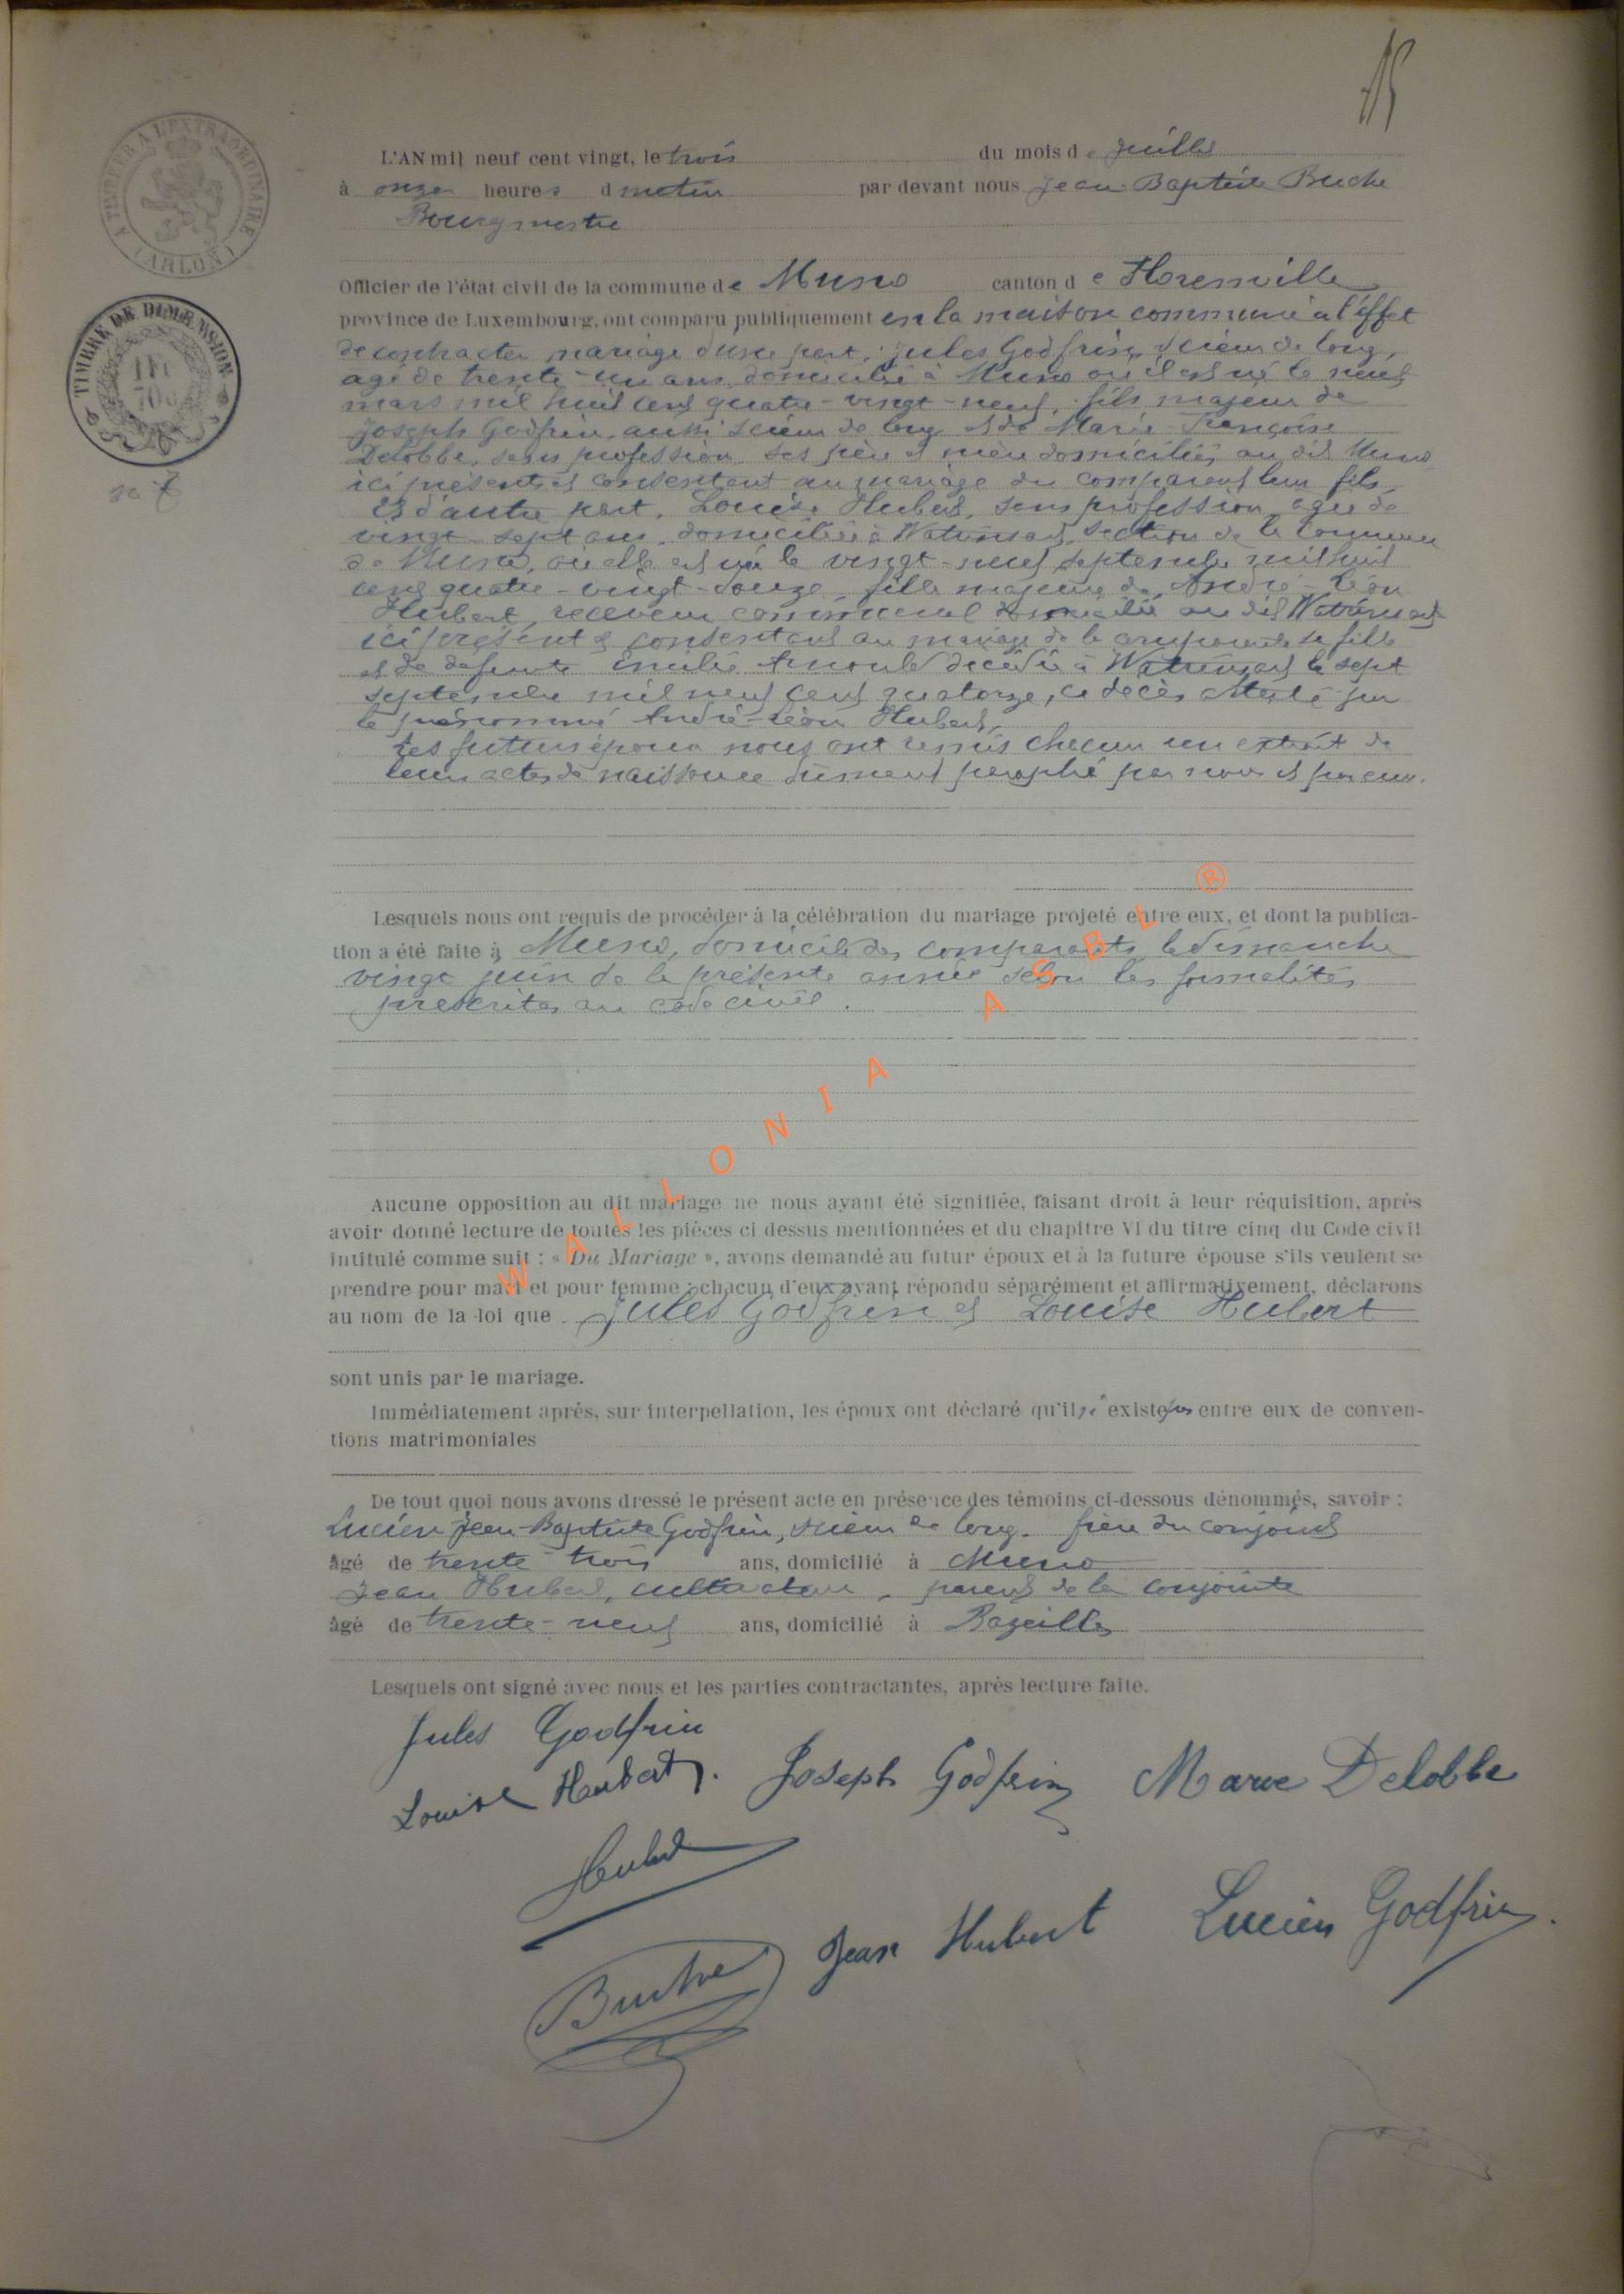 15
A TIMBRER A L'EXTRAORDINAIRE
(ARLON)
TIMBRE DE DIMENSION
L'AN mil neuf cent vingt, le trois du mois de Juillet
à onze heures d matin par devant nous Jean Baptiste Buche
Bourgmestre
Officier de l'état civil de la commune de Muno canton de Florenville
province de Luxembourg, ont comparu publiquement en la maison commune à l'éffet
de contracter mariage d'une part, Jules Godfrin, scieur de long,
agé de trente-un ans, domicilié à Muno où il est né le neuf
mars mil huit cent quatre-vingt-neuf, fils majeur de
Joseph Godfrin, aussi scieur de long et de Marie-Françoise
Delobbe, sans profession, ses père et mère domiciliés au dit Muno
ici présents et consentant au mariage du comparant leur fils,
Et d'autre part, Louise Hubert, sans profession, agée de
vingt-sept ans, domiciliée à Watrinsart, section de la commune
de Muno, où elle est née le vingt-neuf septembre mil huit
cent quatre-vingt-douze, fille majeure de André-Léon
Hubert, receveur communal domicilié au dit Watrinsart
ici présent et consentant au mariage de la comparante sa fille
et de defunte Emilie Arnould décédée à Watrinsart le sept
septembre mil neuf cent quatorze, ce décès attesté par
le prénommé André-Léon Hubert,
Les futurs époux nous ont remis chacun un extrait de
leurs actes de naissance dûment paraphé par nous et par eux.
Lesquels nous ont requis de procéder à la célébration du mariage projeté entre eux, et dont la publica-
tion a été faite à Muno, domicile des comparants, le dimanche
vingt juin de la présente année selon les formalités
prescrites au code civil.
Aucune opposition au dit mariage ne nous ayant été signifiée, faisant droit à leur réquisition, après
avoir donné lecture de toutes les pièces ci dessus mentionnées et du chapitre VI du titre cinq du Code civil
intitulé comme suit : « Du Mariage », avons demandé au futur époux et à la future épouse s'ils veulent se
prendre pour mari et pour femme ; chacun d'eux ayant répondu séparément et affirmativement, déclarons
au nom de la loi que Jules Godfrin et Louise Hubert
sont unis par le mariage.
Immédiatement après, sur interpellation, les époux ont déclaré qu'il n'existe pas entre eux de conven-
tions matrimoniales
De tout quoi nous avons dressé le présent acte en présence des témoins ci-dessous dénommés, savoir :
Lucien Jean-Baptiste Godfrin, scieur de long, frère du conjoint
âgé de trente-trois ans, domicilié à Muno
Jean Hubert, cultivateur, parent de la conjointe
âgé de trente-neuf ans, domicilié à Bazeilles
Lesquels ont signé avec nous et les parties contractantes, après lecture faite.
Jules Godfrin
Louise Hubert. Joseph Godfrin Marie Delobbe
Hubert
Buche Jean Hubert Lucien Godfrin.
WALLONIA ASBL ®